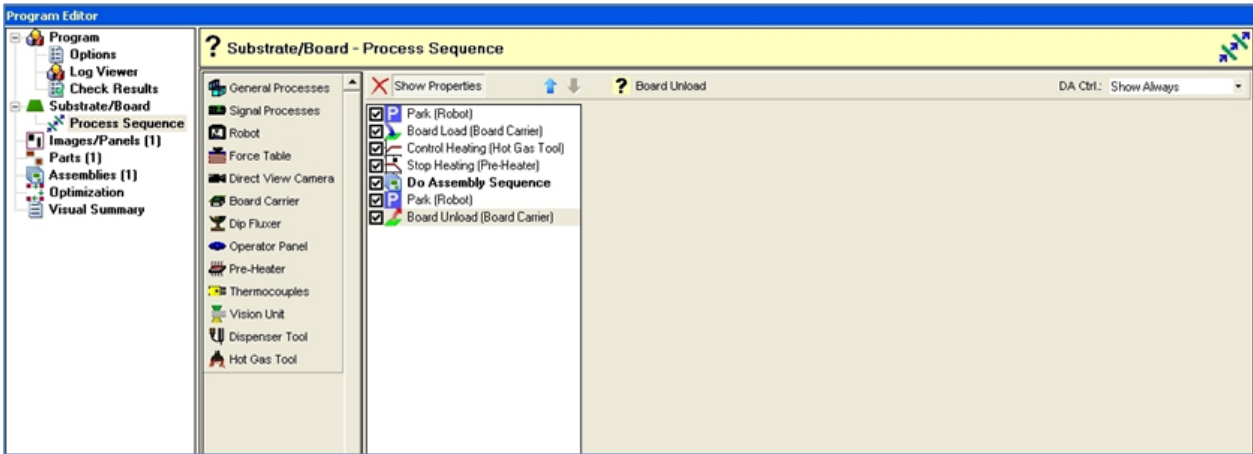 Program Editor
Program
Options
Log Viewer
Check Results
Substrate/Board
Process Sequence
Images/Panels (1)
Parts (1)
Assemblies (1)
Optimization
Visual Summary
? Substrate/Board - Process Sequence
General Processes
Signal Processes
Robot
Force Table
Direct View Camera
Board Carrier
Dip Fluxer
Operator Panel
Pre-Heater
Thermocouples
Vision Unit
Dispenser Tool
Hot Gas Tool
Show Properties
? Board Unload
DA Ctrl.: Show Always
P Park (Robot)
Board Load (Board Carrier)
Control Heating (Hot Gas Tool)
Stop Heating (Pre-Heater)
Do Assembly Sequence
P Park (Robot)
Board Unload (Board Carrier)